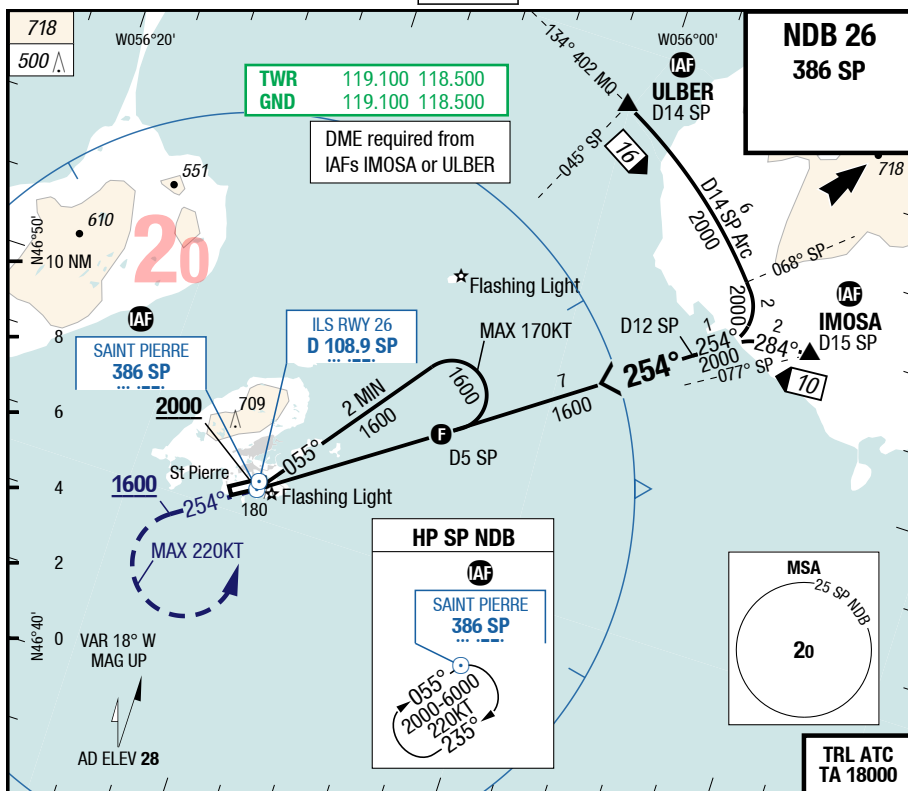 718
500
W056°20'
W056°00'
134° 402 MQ
IAF
ULBER
D14 SP
NDB 26
386 SP
TWR 119.100 118.500
GND 119.100 118.500
DME required from
IAFs IMOSA or ULBER
045° SP
16
551
610
20
N46°50'
10 NM
718
D14 SP Arc
6
2000
068° SP
Flashing Light
IAF
SAINT PIERRE
386 SP
ILS RWY 26
D 108.9 SP
MAX 170KT
D12 SP
1
254°
2000
2
2000
2
284°
IAF
IMOSA
D15 SP
077° SP
10
8
254°
7
1600
2000
709
2 MIN
1600
1600
055°
F
D5 SP
6
St Pierre
1600
254°
180
Flashing Light
4
MAX 220KT
HP SP NDB
IAF
SAINT PIERRE
386 SP
055°
2000-6000
220KT
235°
2
MSA
25 SP NDB
20
N46°40'
0
VAR 18° W
MAG UP
AD ELEV 28
TRL ATC
TA 18000